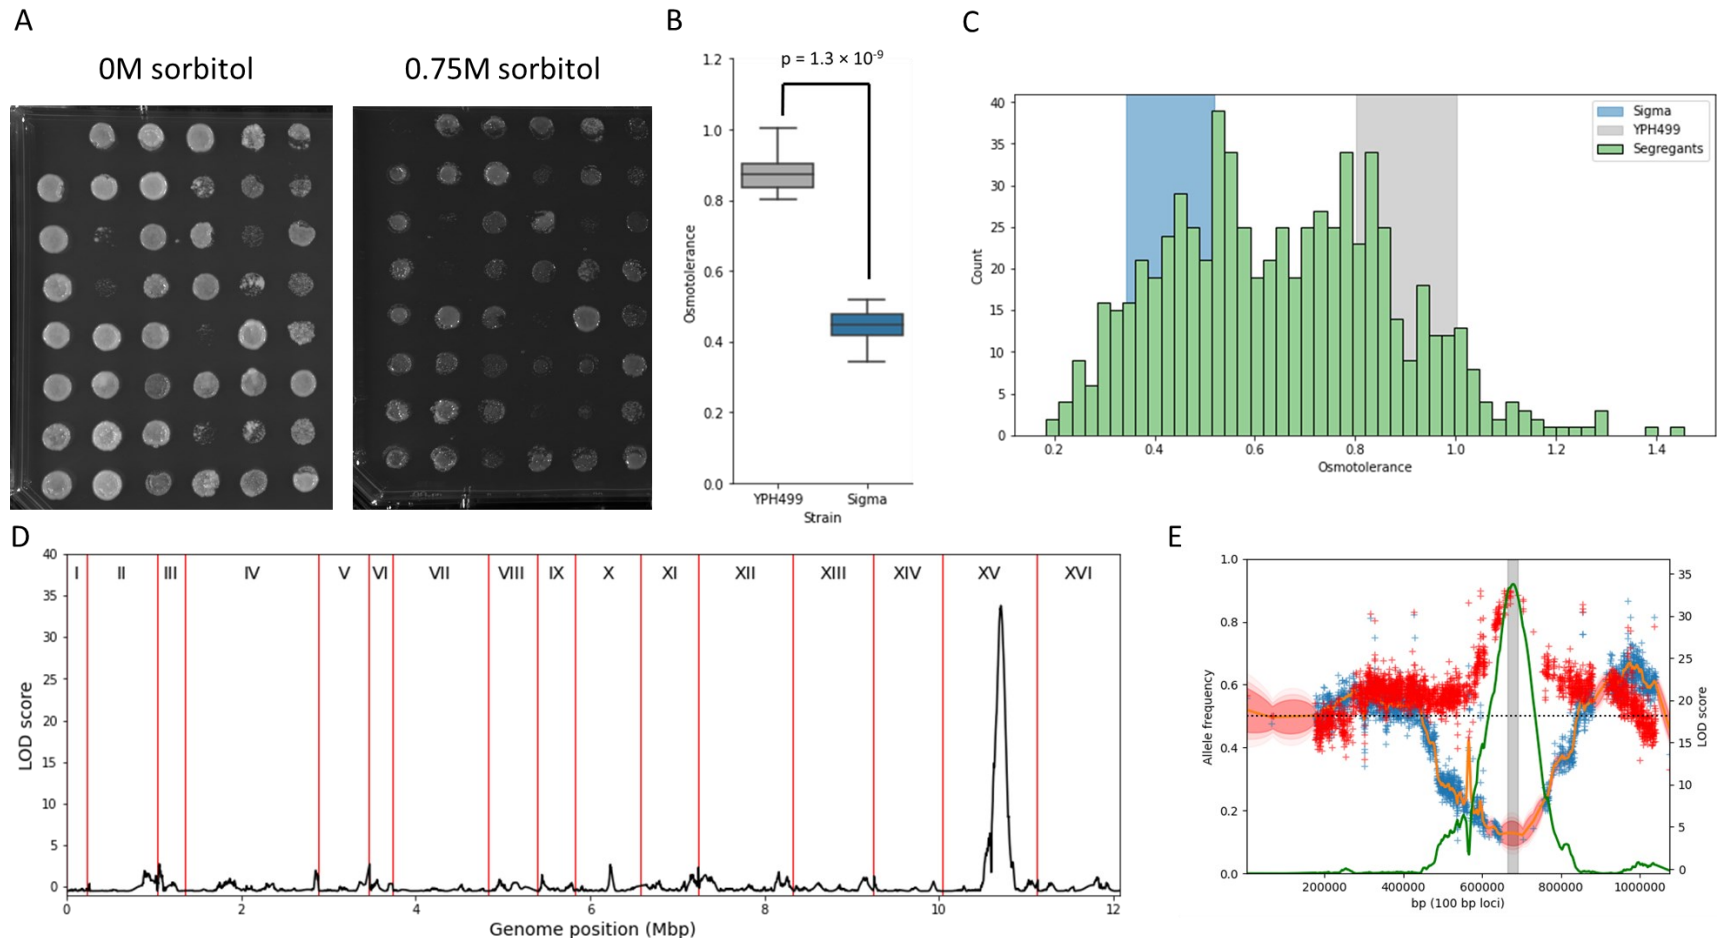 A
0M sorbitol
0.75M sorbitol
B
p = 1.3 × 10-9
1.2
1.0
0.8
0.6
0.4
0.2
0.0
Osmotolerance
YPH499
Sigma
Strain
C
Sigma
YPH499
Segregants
40
35
30
25
20
15
10
5
0
Count
0.2
0.4
0.6
0.8
1.0
1.2
1.4
Osmotolerance
D
40
35
30
25
20
15
10
5
0
LOD score
I
II
III
IV
V
VI
VII
VIII
IX
X
XI
XII
XIII
XIV
XV
XVI
0
2
4
6
8
10
12
Genome position (Mbp)
E
1.0
0.8
0.6
0.4
0.2
0.0
Allele frequency
35
30
25
20
15
10
5
0
LOD score
200000
400000
600000
800000
1000000
bp (100 bp loci)